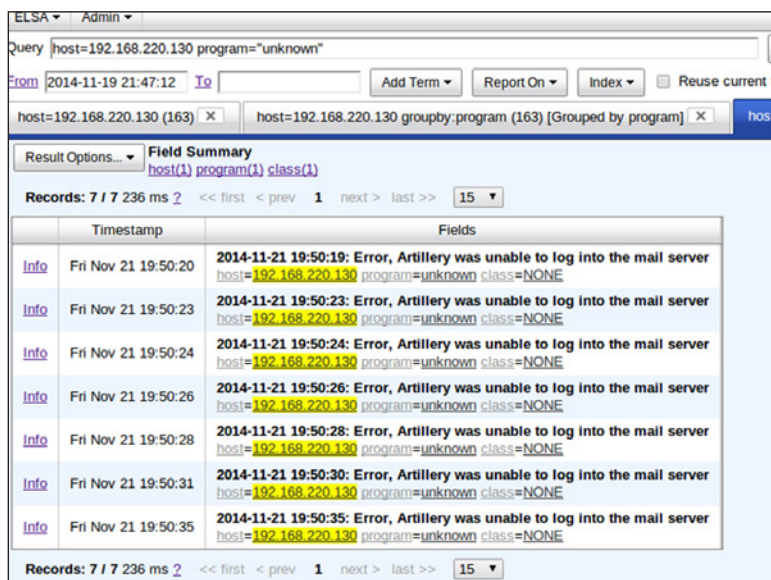 ELSA ▾ Admin ▾
Query host=192.168.220.130 program="unknown"
From 2014-11-19 21:47:12 To Add Term ▾ Report On ▾ Index ▾ Reuse current
host=192.168.220.130 (163) X host=192.168.220.130 groupby:program (163) [Grouped by program] X
Result Options... ▾ Field Summary
host(1) program(1) class(1)
Records: 7 / 7 236 ms ? << first < prev 1 next > last >> 15 ▾
Timestamp Fields
Info Fri Nov 21 19:50:20 2014-11-21 19:50:19: Error, Artillery was unable to log into the mail server
host=192.168.220.130 program=unknown class=NONE
Info Fri Nov 21 19:50:23 2014-11-21 19:50:23: Error, Artillery was unable to log into the mail server
host=192.168.220.130 program=unknown class=NONE
Info Fri Nov 21 19:50:24 2014-11-21 19:50:24: Error, Artillery was unable to log into the mail server
host=192.168.220.130 program=unknown class=NONE
Info Fri Nov 21 19:50:26 2014-11-21 19:50:26: Error, Artillery was unable to log into the mail server
host=192.168.220.130 program=unknown class=NONE
Info Fri Nov 21 19:50:28 2014-11-21 19:50:28: Error, Artillery was unable to log into the mail server
host=192.168.220.130 program=unknown class=NONE
Info Fri Nov 21 19:50:31 2014-11-21 19:50:30: Error, Artillery was unable to log into the mail server
host=192.168.220.130 program=unknown class=NONE
Info Fri Nov 21 19:50:35 2014-11-21 19:50:35: Error, Artillery was unable to log into the mail server
host=192.168.220.130 program=unknown class=NONE
Records: 7 / 7 236 ms ? << first < prev 1 next > last >> 15 ▾